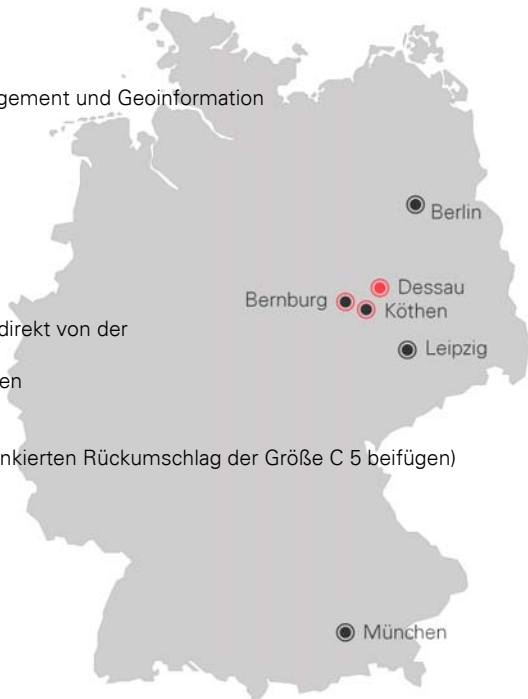 gement und Geoinformation
Berlin
Dessau
Bernburg
Köthen
direkt von der
Leipzig
en
nkierten Rückumschlag der Größe C 5 beifügen)
München